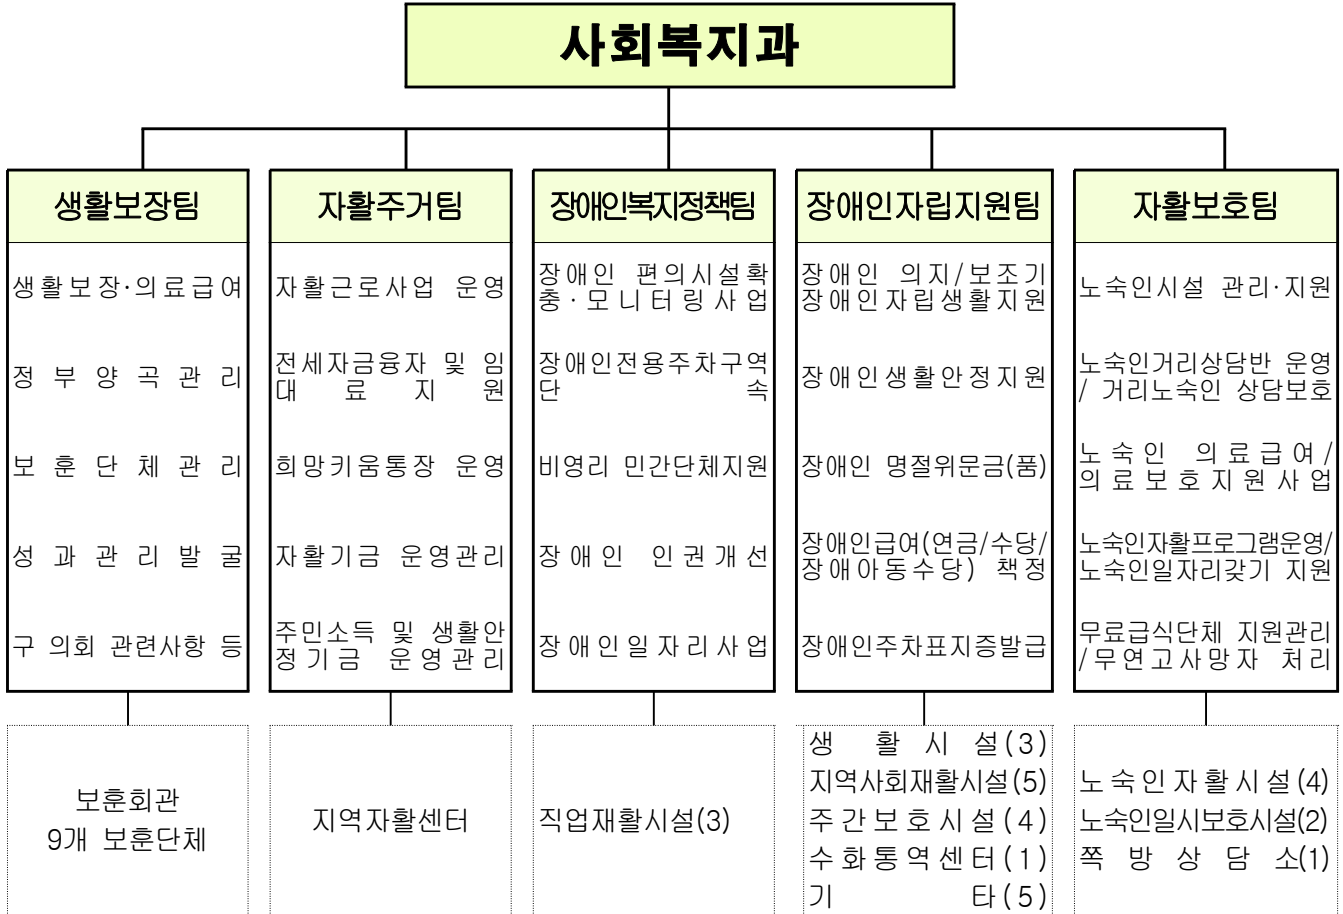 사회복지과
생활보장팀
생활보장·의료급여
정부양곡관리
보훈단체관리
성과관리발굴
구 의회 관련사항 등
보훈회관
9개 보훈단체
자활주거팀
자활근로사업 운영
전세자금융자 및 임
대료지원
희망키움통장 운영
자활기금 운영관리
주민소득 및 생활안
정기금 운영관리
지역자활센터
장애인복지정책팀
장애인 편의시설확
충·모니터링사업
장애인전용주차구역
단속
비영리 민간단체지원
장애인 인권개선
장애인일자리사업
직업재활시설(3)
장애인자립지원팀
장애인 의지/보조기
장애인자립생활지원
장애인생활안정지원
장애인 명절위문금(품)
장애인급여(연금/수당/
장애아동수당) 책정
장애인주차표지증발급
생활시설(3)
지역사회재활시설(5)
주간보호시설(4)
수화통역센터(1)
기타(5)
자활보호팀
노숙인시설 관리·지원
노숙인거리상담반 운영
/ 거리노숙인 상담보호
노숙인 의료급여/
의료보호지원사업
노숙인자활프로그램운영/
노숙인일자리갖기 지원
무료급식단체 지원관리
/무연고사망자 처리
노숙인자활시설(4)
노숙인일시보호시설(2)
쪽방상담소(1)